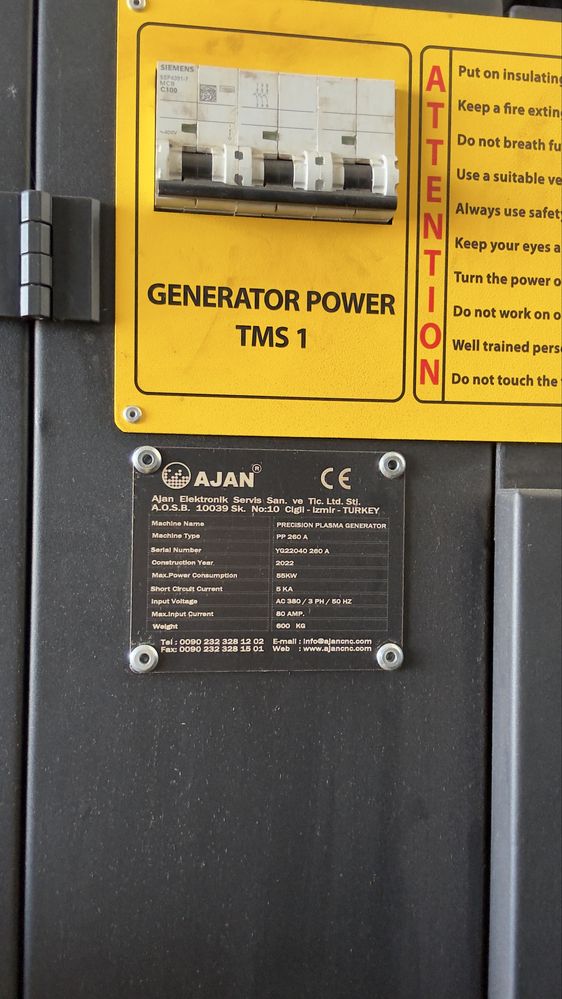 SIEMENS
MCB
C100
~400V
GENERATOR POWER
TMS 1
ATTENTION
Put on insulating
Keep a fire exting
Do not breath fu
Use a suitable ve
Always use safety
Keep your eyes a
Turn the power o
Do not work on o
Well trained pers
Do not touch the
AJAN ® CE
Ajan Elektronik Servis San. ve Tic. Ltd. Sti.
A.O.S.B. 10039 Sk. No:10 Cigli - Izmir - TURKEY
Machine Name PRECISION PLASMA GENERATOR
Machine Type PP 260 A
Serial Number YG22040 260 A
Construction Year 2022
Max.Power Consumption 55KW
Short Circuit Current 5 KA
Input Voltage AC 380 / 3 PH / 50 HZ
Max.Input Current 80 AMP.
Weight 600 KG
Tel : 0090 232 328 12 02 E-mail : info@ajancnc.com
Fax: 0090 232 328 15 01 Web : www.ajancnc.com